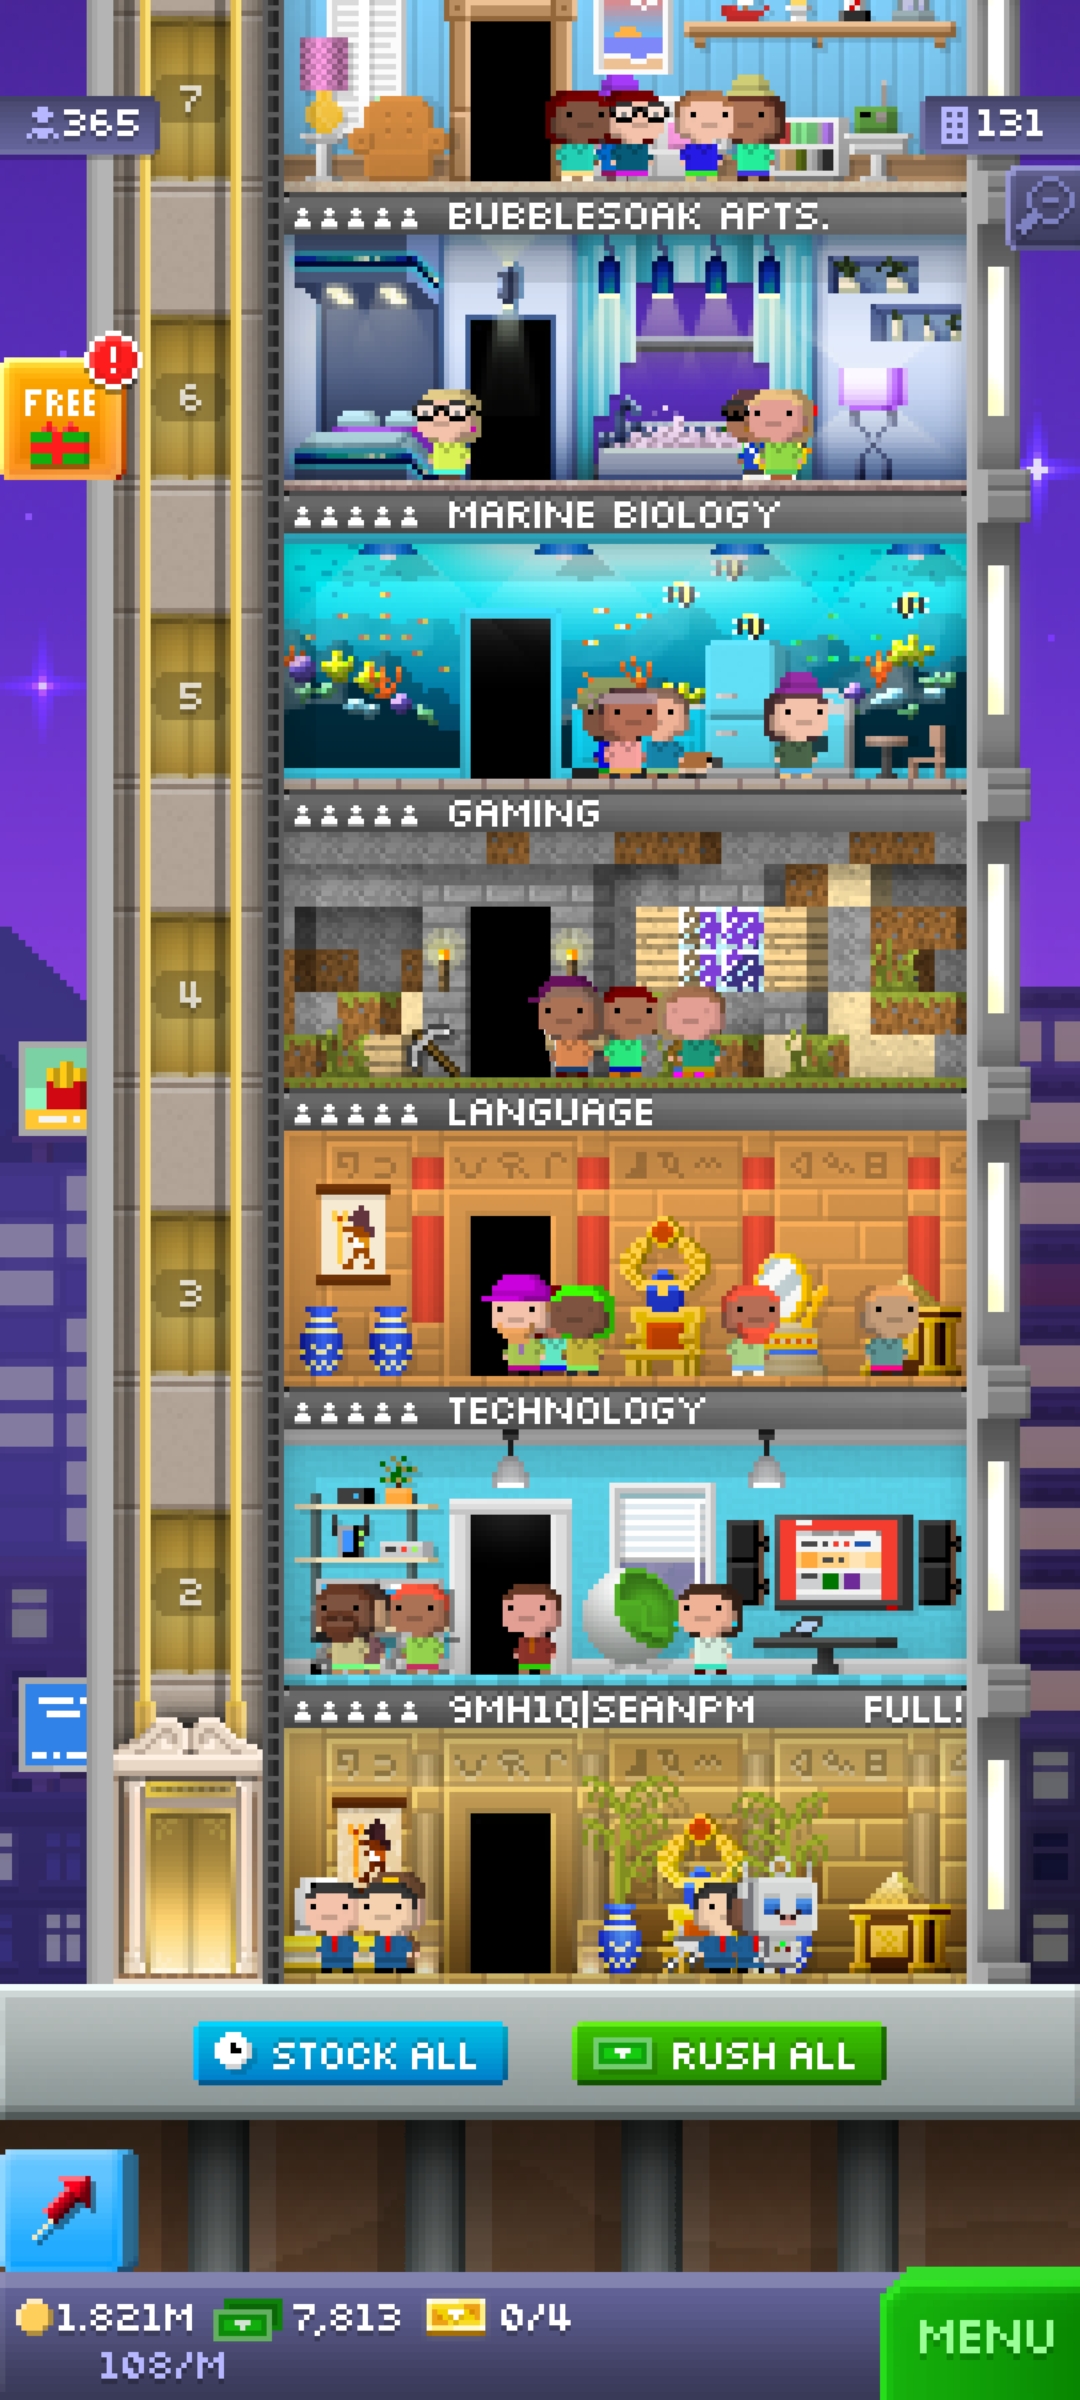 7
365
131
BUBBLESOAK APTS.
FREE
!
6
MARINE BIOLOGY
5
GAMING
4
LANGUAGE
3
TECHNOLOGY
2
9MH1Q|SEANPM FULL!
STOCK ALL
RUSH ALL
1.821M 7,813 0/4
108/M
MENU